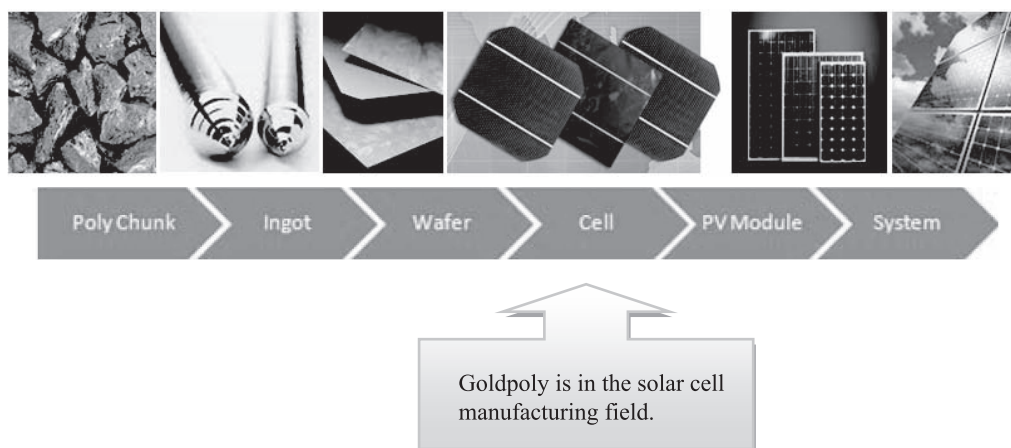 Poly Chunk
Ingot
Wafer
Cell
PV Module
System
Goldpoly is in the solar cell
manufacturing field.